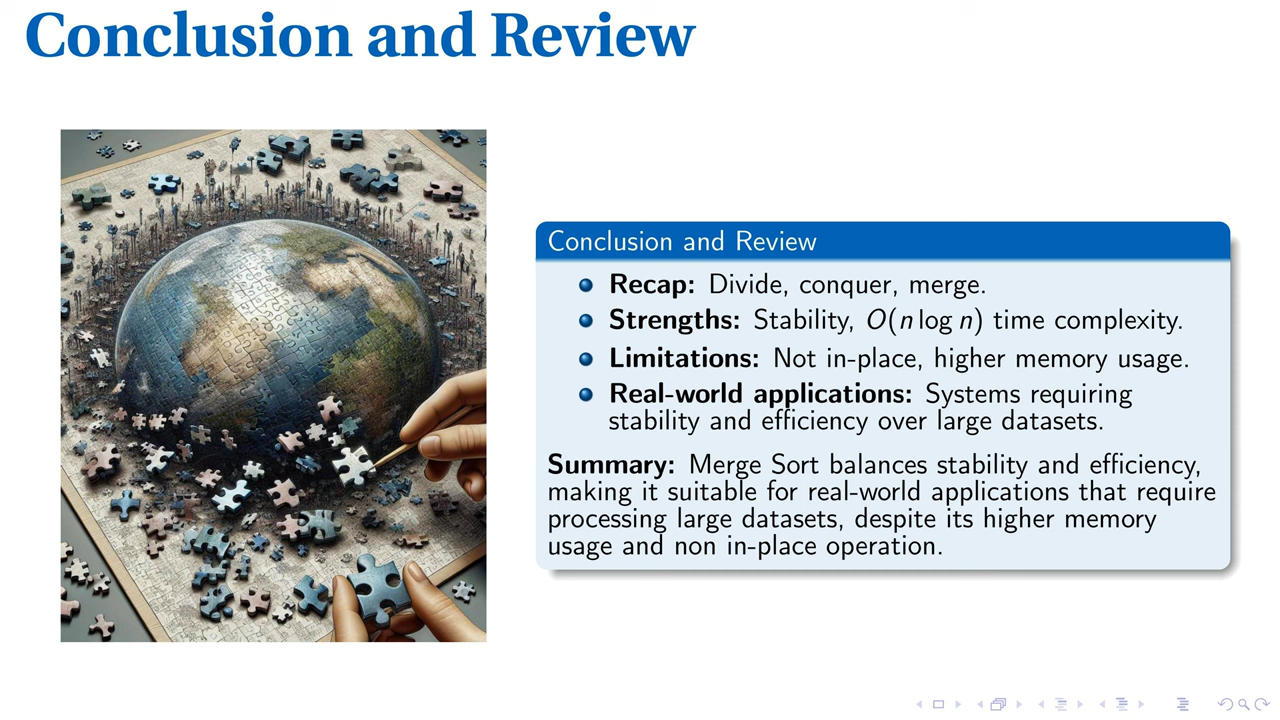 Conclusion and Review
Conclusion and Review
Recap: Divide, conquer, merge.
Strengths: Stability, O(n log n) time complexity.
Limitations: Not in-place, higher memory usage.
Real-world applications: Systems requiring
stability and efficiency over large datasets.
Summary: Merge Sort balances stability and efficiency,
making it suitable for real-world applications that require
processing large datasets, despite its higher memory
usage and non in-place operation.